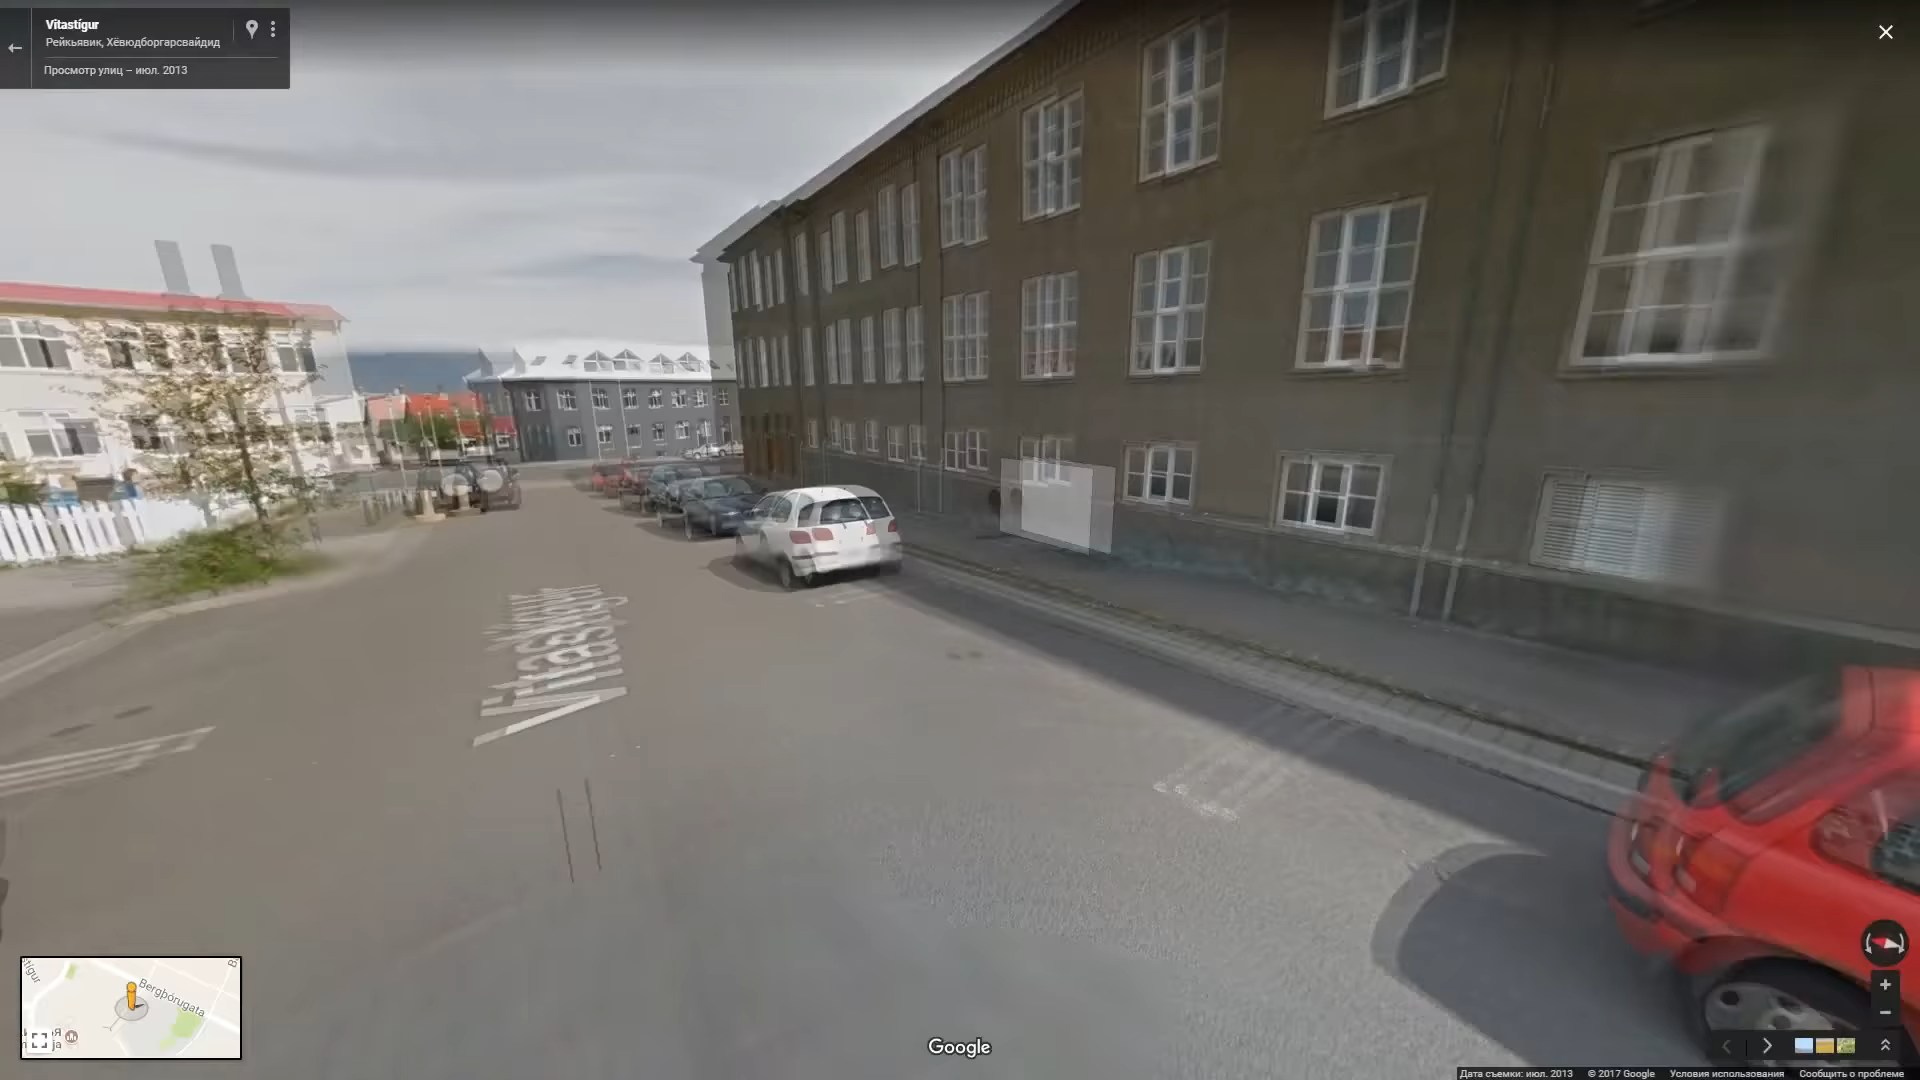 Vitastígur
Рейкьявик, Хёвюдборгарсвайдид
Просмотр улиц – июл. 2013
Vitastígur
Bergþórugata
Google
Дата съемки: июл. 2013 © 2017 Google Условия использования Сообщить о проблеме